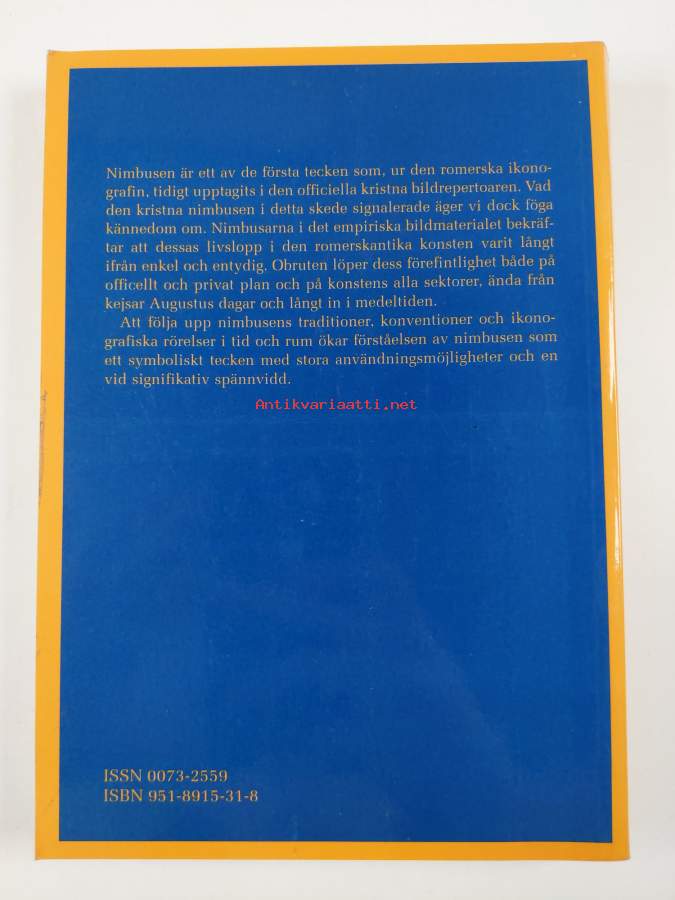 Nimbusen är ett av de första tecken som, ur den romerska ikono-
grafin, tidigt upptagits i den officiella kristna bildrepertoaren. Vad
den kristna nimbusen i detta skede signalerade äger vi dock föga
kännedom om. Nimbusarna i det empiriska bildmaterialet bekräf-
tar att dessas livslopp i den romerskantika konsten varit långt
ifrån enkel och entydig. Obruten löper dess förefintlighet både på
officellt och privat plan och på konstens alla sektorer, ända från
kejsar Augustus dagar och långt in i medeltiden.
Att följa upp nimbusens traditioner, konventioner och ikono-
grafiska rörelser i tid och rum ökar förståelsen av nimbusen som
ett symboliskt tecken med stora användningsmöjligheter och en
vid signifikativ spännvidd.
Antikvariaatti.net
ISSN 0073-2559
ISBN 951-8915-31-8